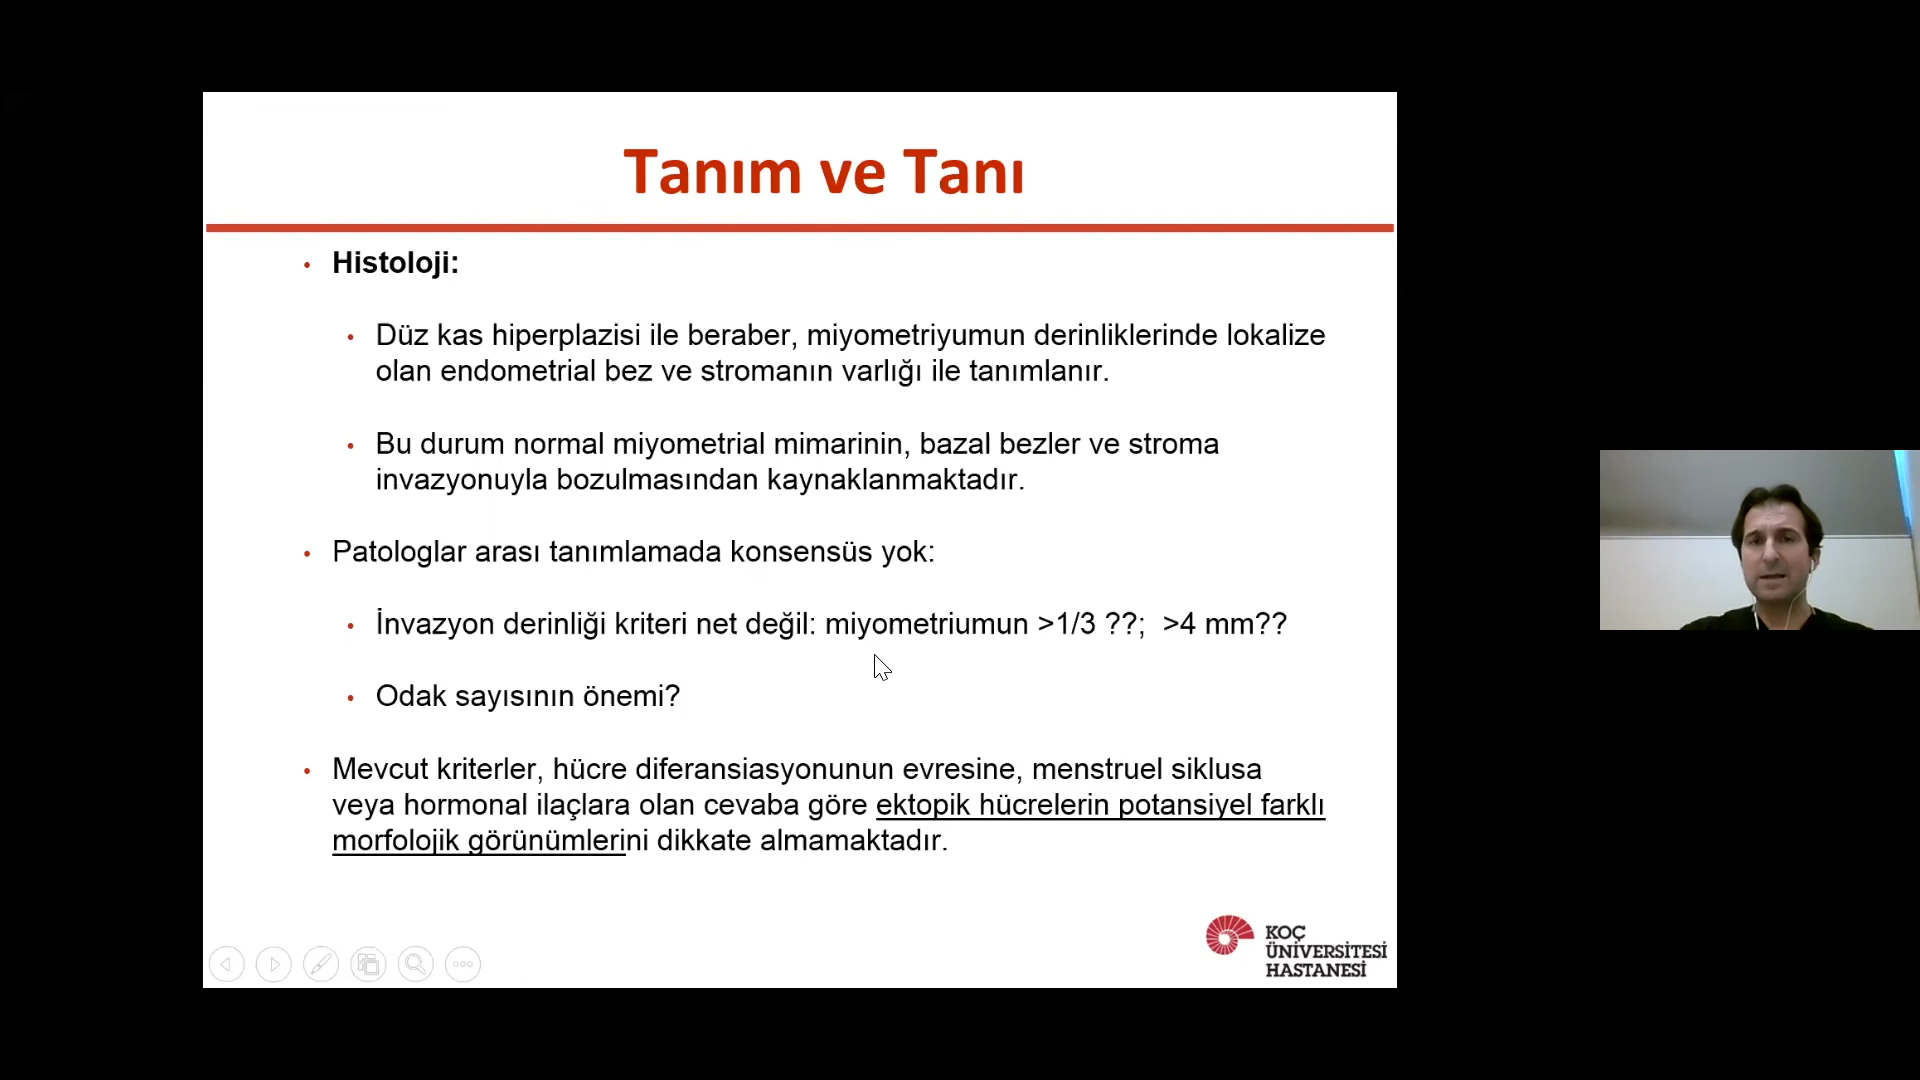 Tanım ve Tanı
• Histoloji:
• Düz kas hiperplazisi ile beraber, miyometriyumun derinliklerinde lokalize
olan endometrial bez ve stromanın varlığı ile tanımlanır.
• Bu durum normal miyometrial mimarinin, bazal bezler ve stroma
invazyonuyla bozulmasından kaynaklanmaktadır.
• Patologlar arası tanımlamada konsensüs yok:
• İnvazyon derinliği kriteri net değil: miyometriumun >1/3 ??; >4 mm??
• Odak sayısının önemi?
• Mevcut kriterler, hücre diferansiasyonunun evresine, menstruel siklusa
veya hormonal ilaçlara olan cevaba göre ektopik hücrelerin potansiyel farklı
morfolojik görünümlerini dikkate almamaktadır.
KOÇ
ÜNİVERSİTESİ
HASTANESİ